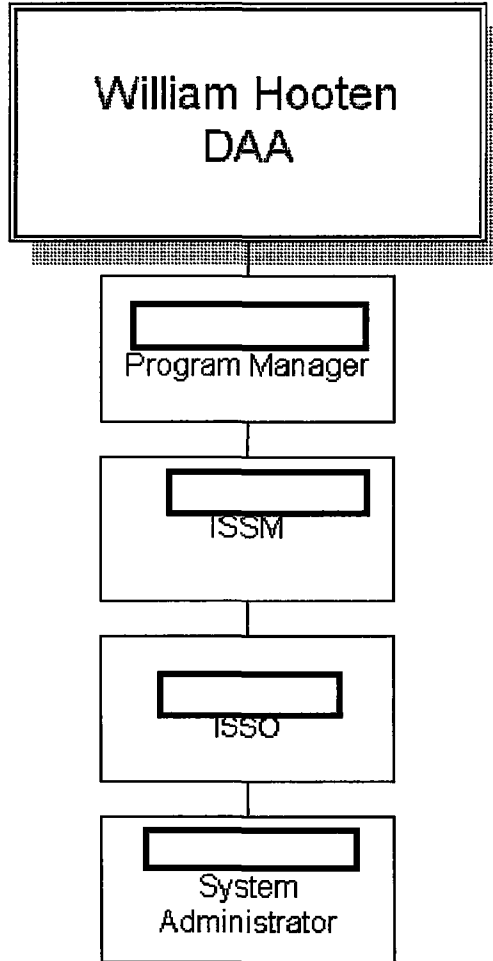 William Hooten
DAA
Program Manager
ISSM
ISSO
System
Administrator